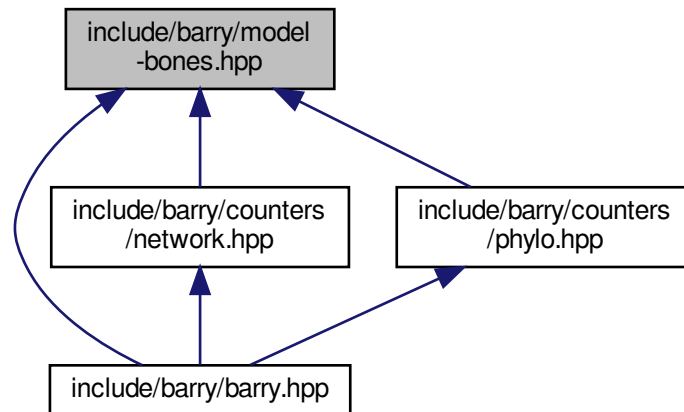 include/barry/model
-bones.hpp
include/barry/counters
/network.hpp
include/barry/counters
/phylo.hpp
include/barry/barry.hpp